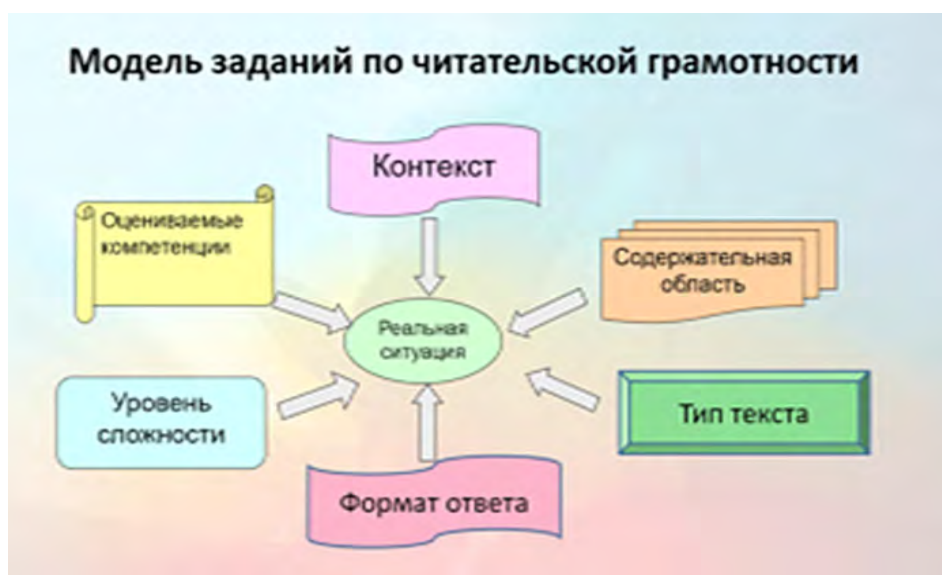 Модель заданий по читательской грамотности
Контекст
Оцениваемые
компетенции
Содержательная
область
Реальная
ситуация
Уровень
сложности
Тип текста
Формат ответа